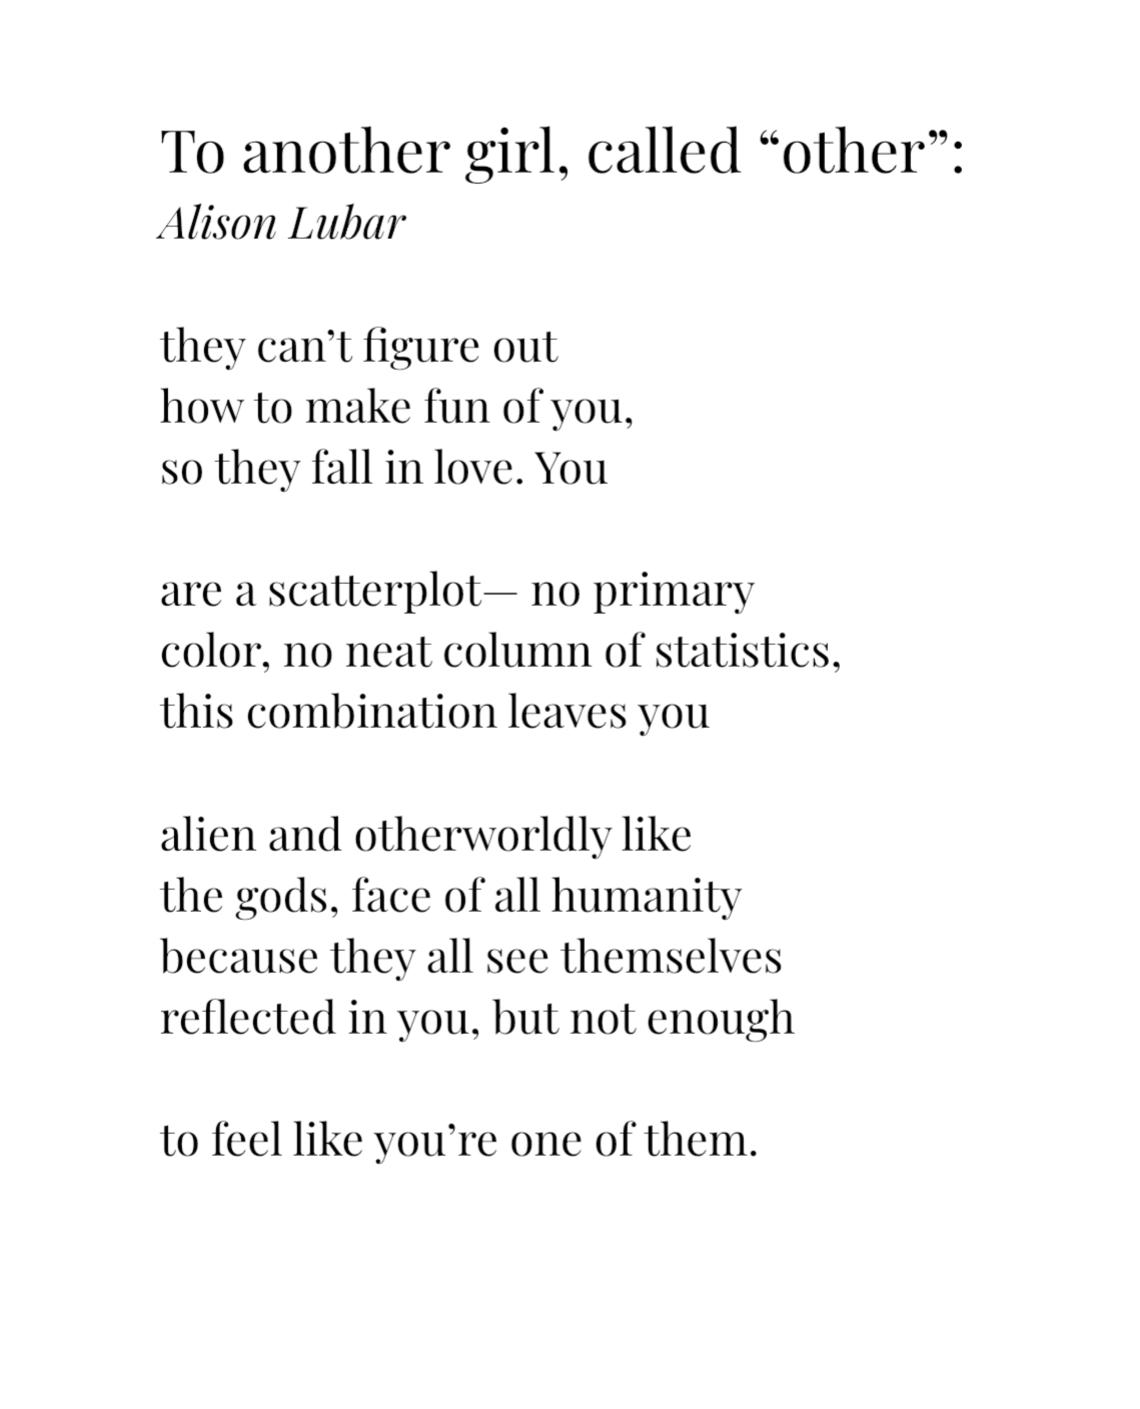 To another girl, called “other”:
Alison Lubar
they can’t figure out
how to make fun of you,
so they fall in love. You
are a scatterplot— no primary
color, no neat column of statistics,
this combination leaves you
alien and otherworldly like
the gods, face of all humanity
because they all see themselves
reflected in you, but not enough
to feel like you’re one of them.